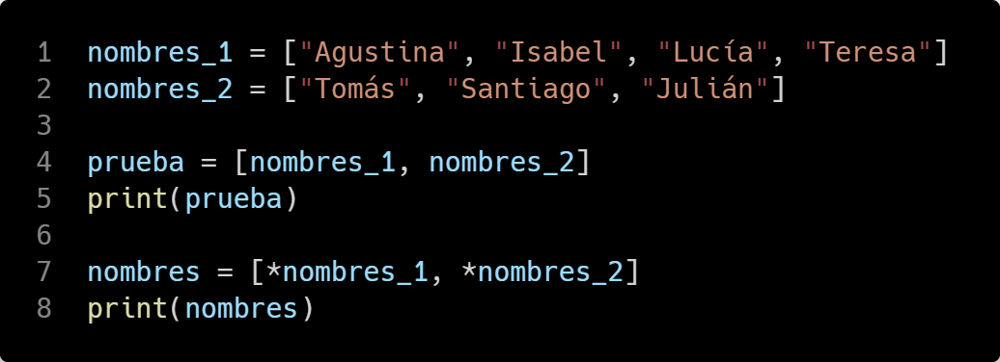 1 nombres_1 = ["Agustina", "Isabel", "Lucía", "Teresa"]
2 nombres_2 = ["Tomás", "Santiago", "Julián"]
3
4 prueba = [nombres_1, nombres_2]
5 print(prueba)
6
7 nombres = [*nombres_1, *nombres_2]
8 print(nombres)